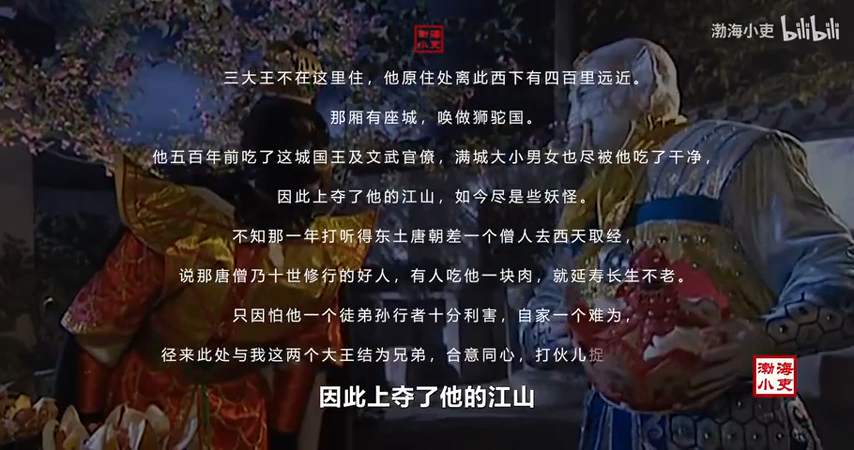 渤海小吏 bilibili
渤海
小吏
三大王不在这里住，他原住处离此西下有四百里远近。
那厢有座城，唤做狮驼国。
他五百年前吃了这城国王及文武官僚，满城大小男女也尽被他吃了干净，
因此上夺了他的江山，如今尽是些妖怪。
不知那一年打听得东土唐朝差一个僧人去西天取经，
说那唐僧乃十世修行的好人，有人吃他一块肉，就延寿长生不老。
只因怕他一个徒弟孙行者十分利害，自家一个难为，
径来此处与我这两个大王结为兄弟，合意同心，打伙儿捉
渤海
小吏
因此上夺了他的江山